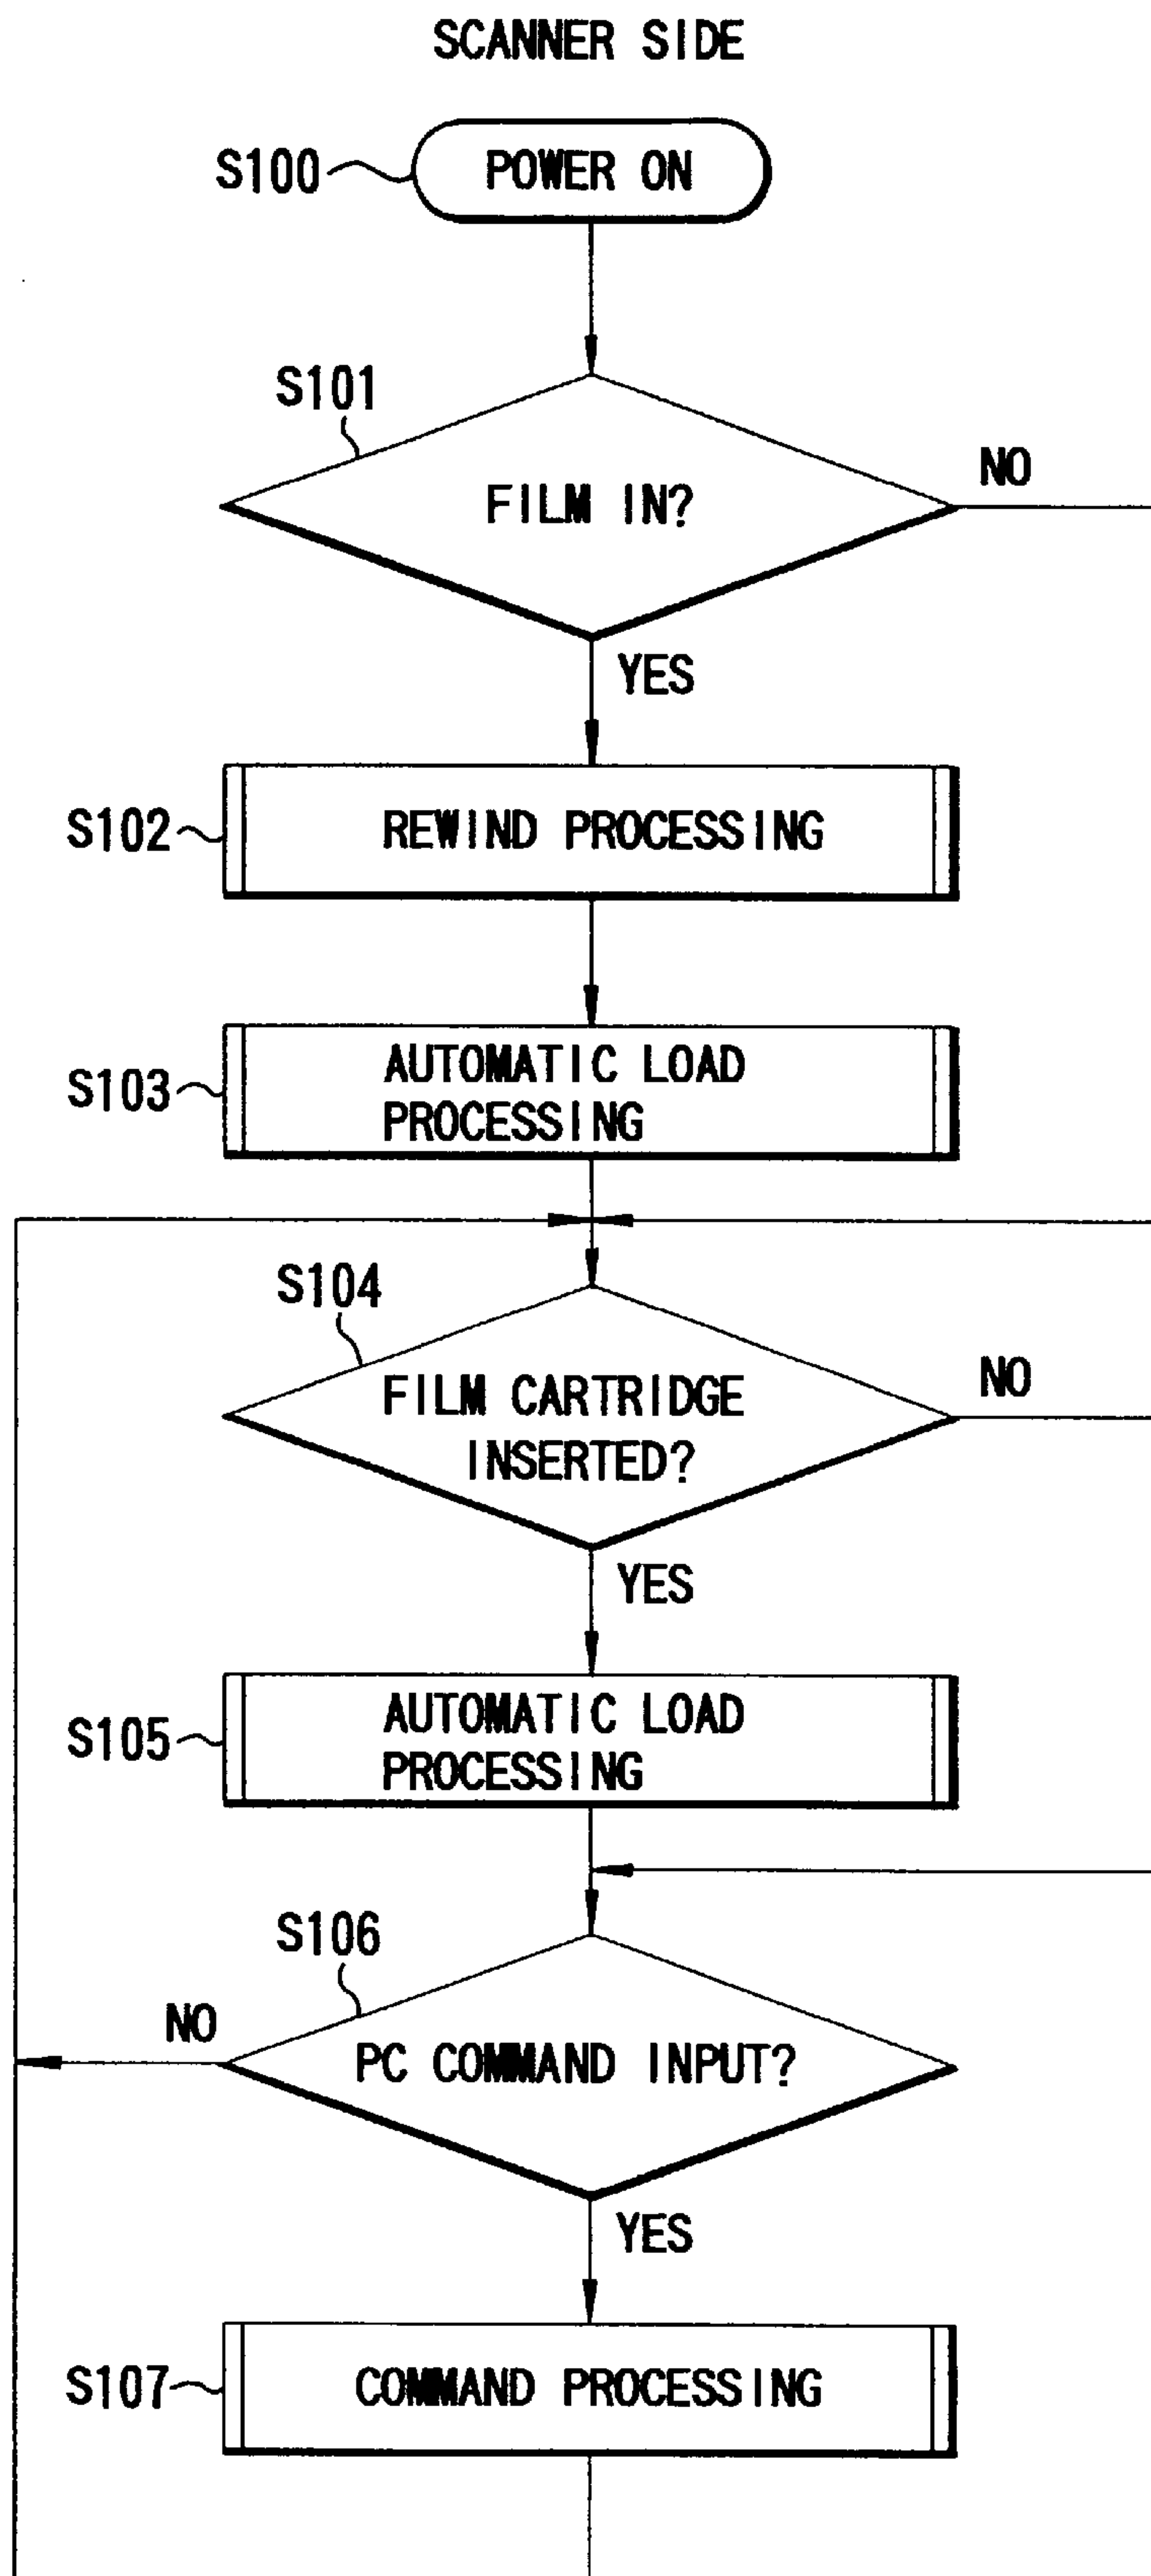 SCANNER SIDE
S100
POWER ON
S101
FILM IN?
NO
YES
S102
REWIND PROCESSING
S103
AUTOMATIC LOAD
PROCESSING
S104
FILM CARTRIDGE
INSERTED?
NO
YES
S105
AUTOMATIC LOAD
PROCESSING
S106
NO
PC COMMAND INPUT?
YES
S107
COMMAND PROCESSING